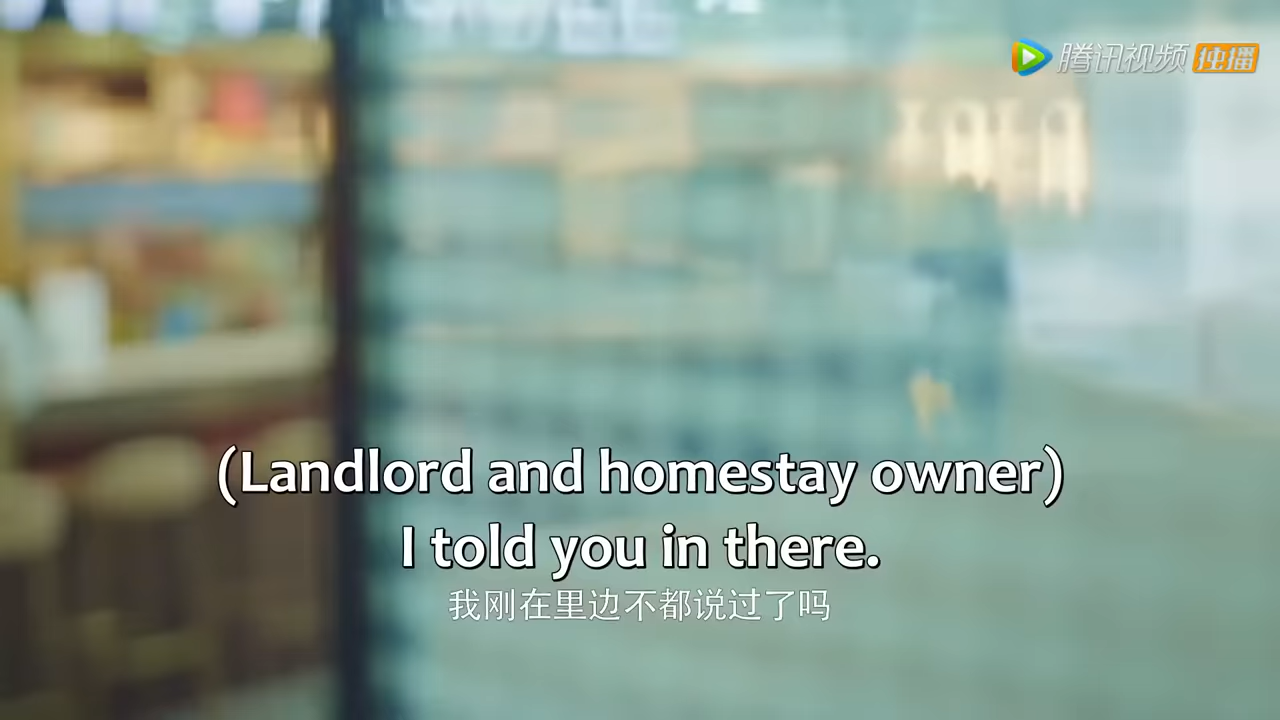 腾讯视频 独播
(Landlord and homestay owner)
I told you in there.
我刚在里边不都说过了吗